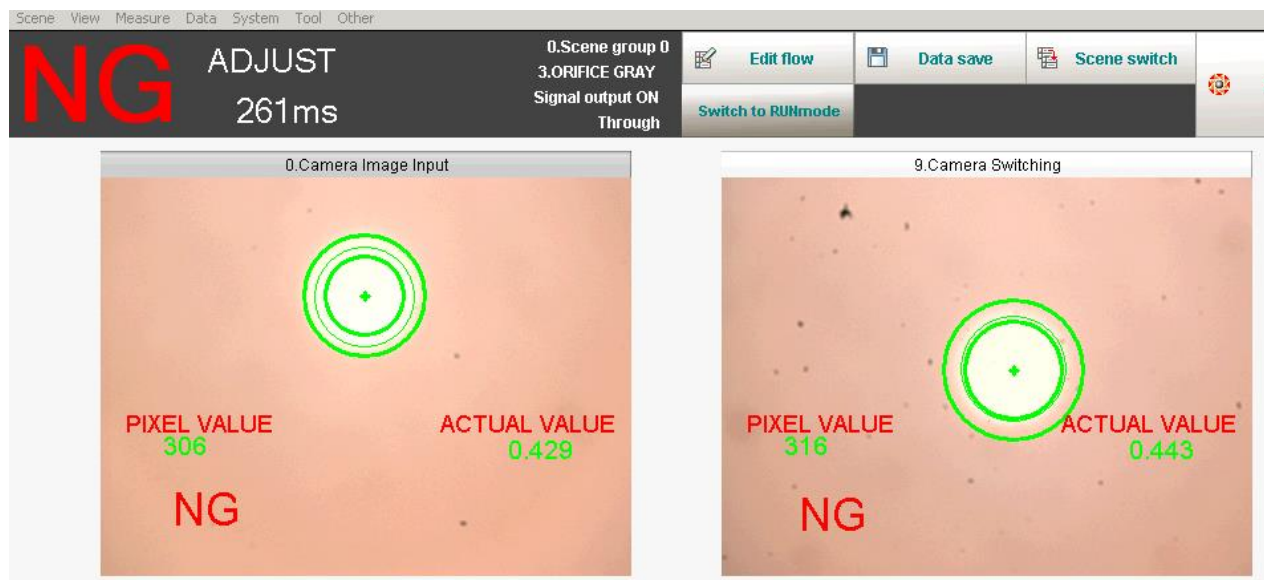 Scene View Measure Data System Tool Other
NG
ADJUST
261ms
0.Scene group 0
3.ORIFICE GRAY
Signal output ON
Through
Edit flow
Data save
Scene switch
Switch to RUNmode
0.Camera Image Input
PIXEL VALUE
306
ACTUAL VALUE
0.429
NG
9.Camera Switching
PIXEL VALUE
316
ACTUAL VALUE
0.443
NG